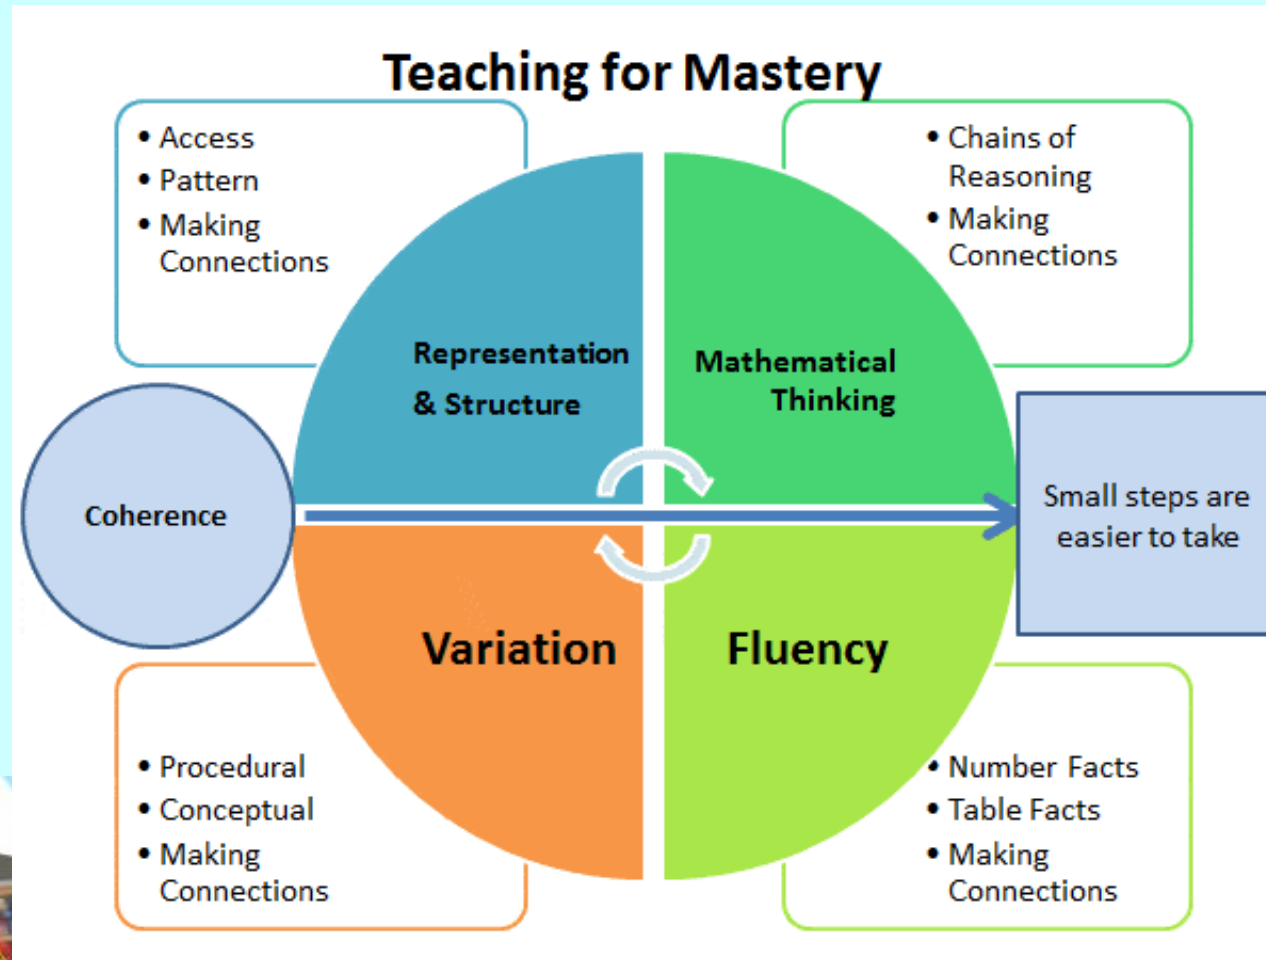 Teaching for Mastery
• Access
• Pattern
• Making
Connections
• Chains of
Reasoning
• Making
Connections
Representation
& Structure
Mathematical
Thinking
Coherence
Small steps are
easier to take
Variation
Fluency
• Procedural
• Conceptual
• Making
Connections
• Number Facts
• Table Facts
• Making
Connections